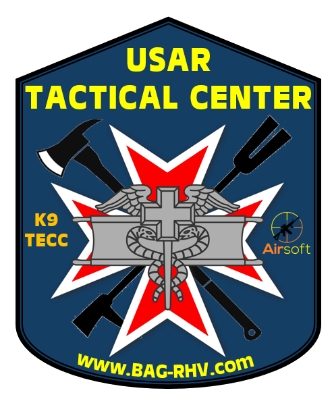 USAR
TACTICAL CENTER
K9
TECC
Airsoft
www.BAG-RHV.com